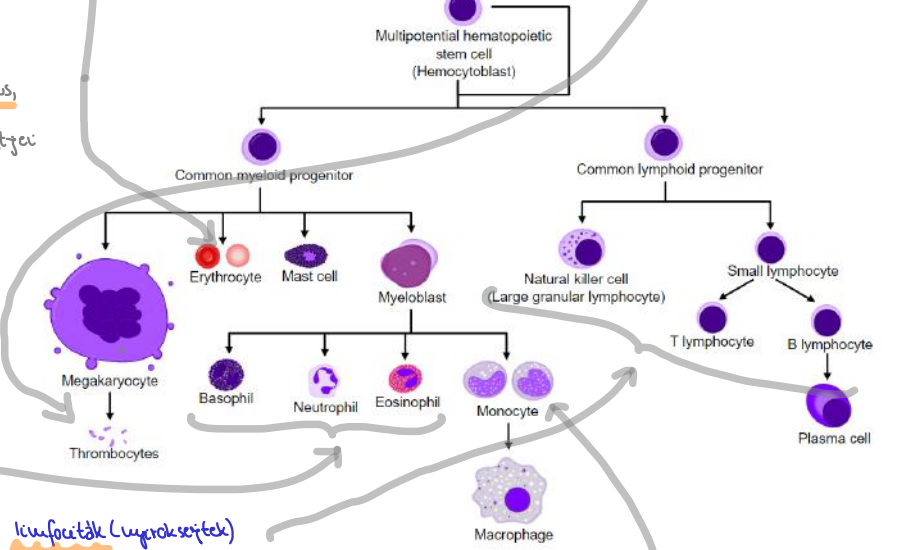 Multipotential hematopoietic
stem cell
(Hemocytoblast)
Common myeloid progenitor
Common lymphoid progenitor
Erythrocyte
Mast cell
Myeloblast
Natural killer cell
(Large granular lymphocyte)
Small lymphocyte
T lymphocyte
B lymphocyte
Megakaryocyte
Basophil
Neutrophil
Eosinophil
Monocyte
Thrombocytes
Plasma cell
Macrophage
limfociták (nyiroksejtek)